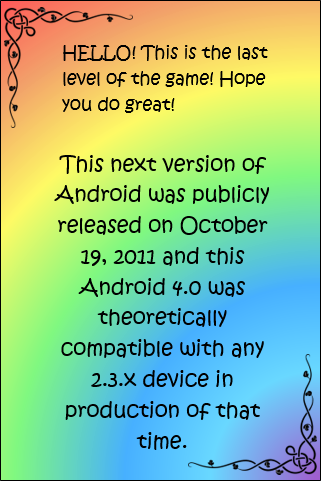 HELLO! This is the last
level of the game! Hope
you do great!
This next version of
Android was publicly
released on October
19, 2011 and this
Android 4.0 was
theoretically
compatible with any
2.3.x device in
production of that
time.